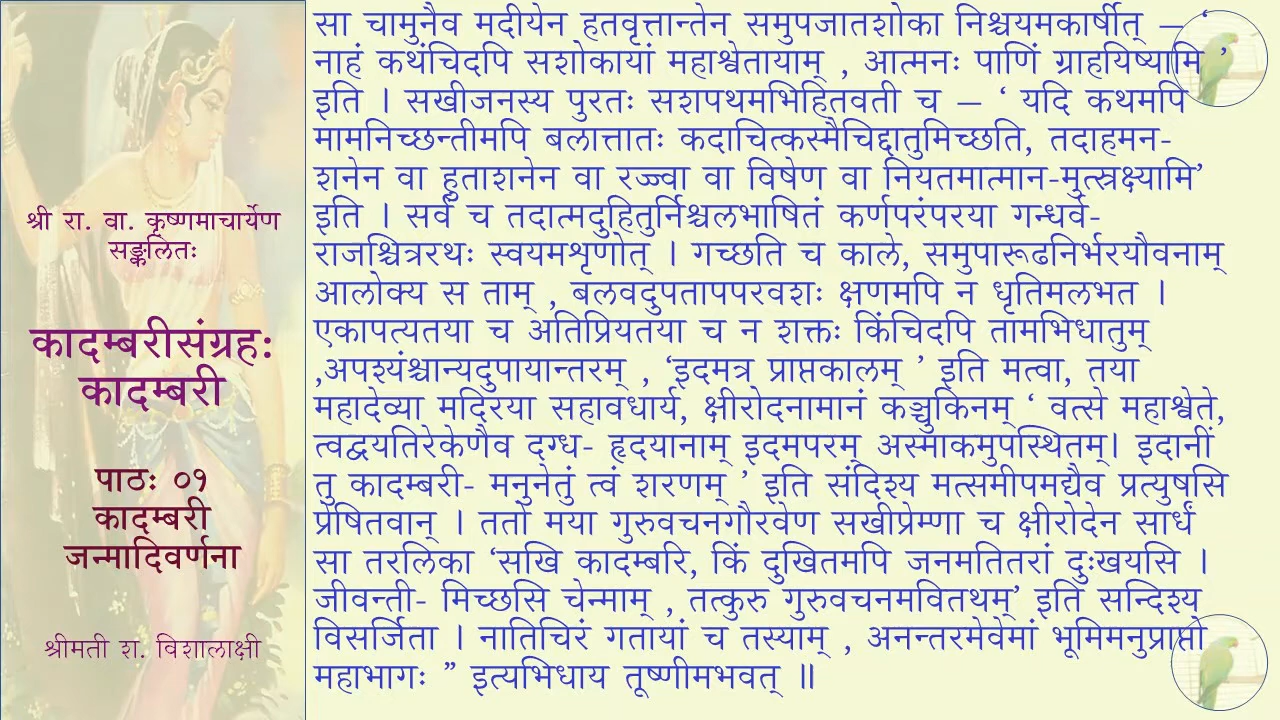 श्री रा. वा. कृष्णमाचार्येण
सङ्कलितः
कादम्बरीसंग्रहः
कादम्बरी
पाठः ०१
कादम्बरी
जन्मादिवर्णना
श्रीमती श. विशालाक्षी
सा चामुनैव मदीयेन हतवृत्तान्तेन समुपजातशोका निश्चयमकार्षीत् – ‘
नाहं कथंचिदपि सशोकायां महाश्वेतायाम् , आत्मनः पाणिं ग्राहयिष्यामि ’
इति । सखीजनस्य पुरतः सशपथमभिहितवती च – ‘ यदि कथमपि
मामनिच्छन्तीमपि बलात्तातः कदाचित्कस्मैचिद्दातुमिच्छति, तदाहमन-
शनेन वा हुताशनेन वा रज्ज्वा वा विषेण वा नियतमात्मान-मुत्स्रक्ष्यामि’
इति । सर्वं च तदात्मदुहितुर्निश्चलभाषितं कर्णपरंपरया गन्धर्व-
राजश्चित्ररथः स्वयमशृणोत् । गच्छति च काले, समुपारूढनिर्भरयौवनाम्
आलोक्य स ताम् , बलवदुपतापपरवशः क्षणमपि न धृतिमलभत ।
एकापत्यतया च अतिप्रियतया च न शक्तः किंचिदपि तामभिधातुम्
,अपश्यंश्चान्यदुपायान्तरम् , ‘इदमत्र प्राप्तकालम् ’ इति मत्वा, तया
महादेव्या मदिरया सहावधार्य, क्षीरोदनामानं कञ्चुकिनम् ‘ वत्से महाश्वेते,
त्वद्वयतिरेकेणैव दग्ध- हृदयानाम् इदमपरम् अस्माकमुपस्थितम्। इदानीं
तु कादम्बरी- मनुनेतुं त्वं शरणम् ’ इति संदिश्य मत्समीपमद्यैव प्रत्युषसि
प्रेषितवान् । ततो मया गुरुवचनगौरवेण सखीप्रेम्णा च क्षीरोदेन सार्धं
सा तरलिका ‘सखि कादम्बरि, किं दुखितमपि जनमतितरां दुःखयसि ।
जीवन्ती- मिच्छसि चेन्माम् , तत्कुरु गुरुवचनमवितथम्’ इति सन्दिश्य
विसर्जिता । नातिचिरं गतायां च तस्याम् , अनन्तरमेवेमां भूमिमनुप्राप्तो
महाभागः ” इत्यभिधाय तूष्णीमभवत् ॥